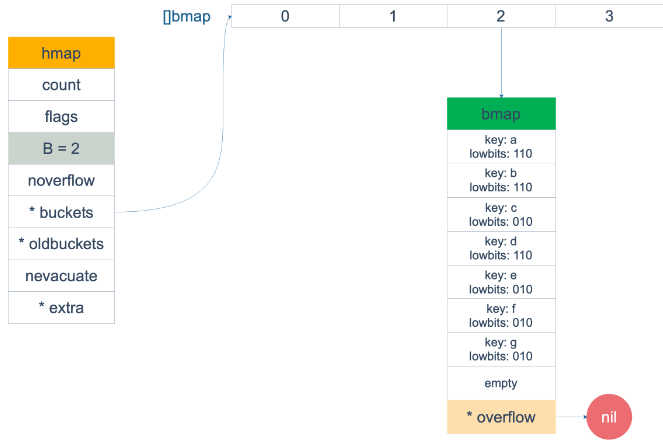 []bmap
0 1 2 3
hmap
count
flags
B = 2
noverflow
* buckets
* oldbuckets
nevacuate
* extra
bmap
key: a
lowbits: 110
key: b
lowbits: 110
key: c
lowbits: 010
key: d
lowbits: 110
key: e
lowbits: 010
key: f
lowbits: 010
key: g
lowbits: 010
empty
* overflow
nil